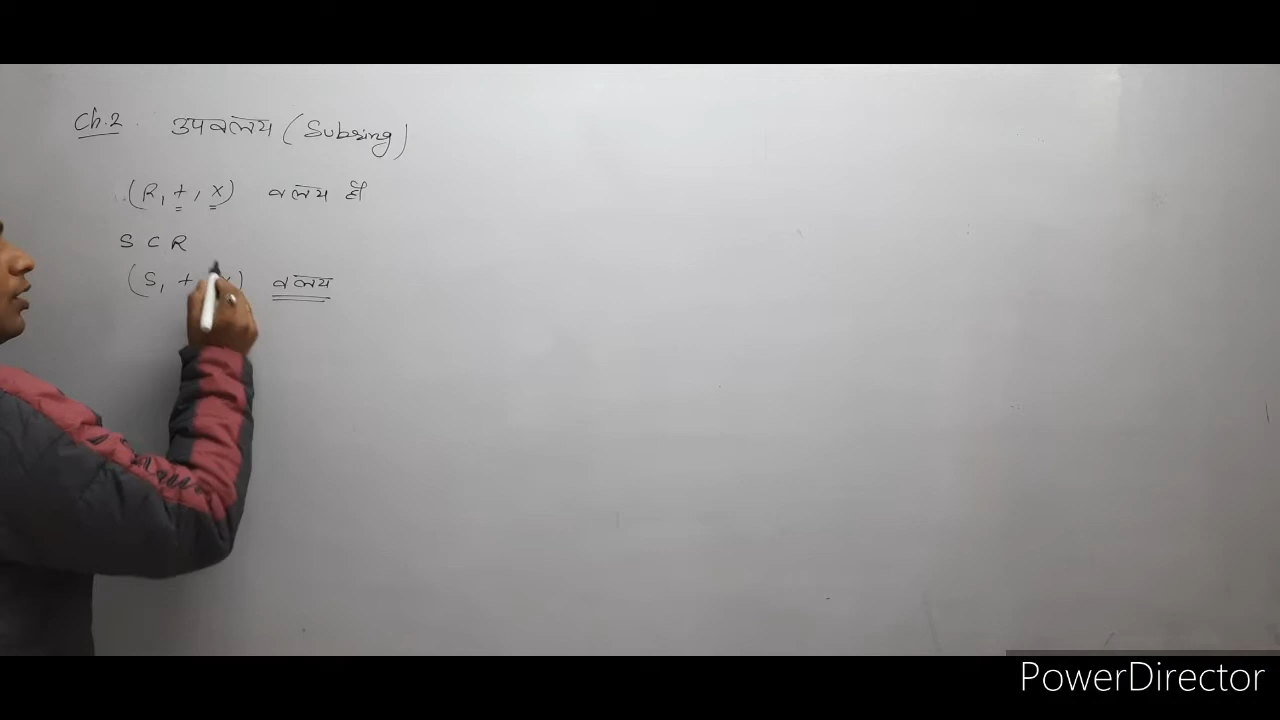 Ch.2 उपवलय (Subring)
(R, +, x) वलय है
S ⊂ R
(S, + x) वलय
PowerDirector